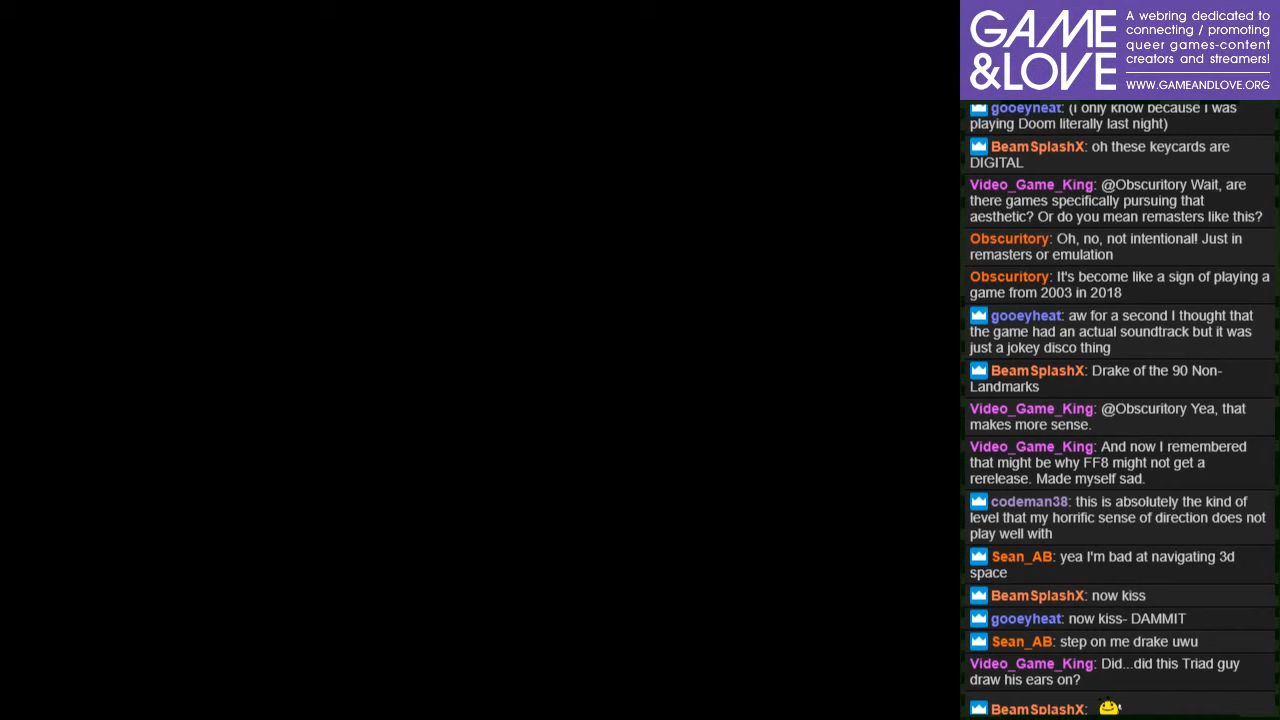 GAME
&LOVE
A webring dedicated to
connecting / promoting
queer games-content
creators and streamers!
WWW.GAMEANDLOVE.ORG
gooeyheat: (I only know because I was
playing Doom literally last night)
BeamSplashX: oh these keycards are
DIGITAL
Video_Game_King: @Obscuritory Wait, are
there games specifically pursuing that
aesthetic? Or do you mean remasters like this?
Obscuritory: Oh, no, not intentional! Just in
remasters or emulation
Obscuritory: It's become like a sign of playing a
game from 2003 in 2018
gooeyheat: aw for a second I thought that
the game had an actual soundtrack but it was
just a jokey disco thing
BeamSplashX: Drake of the 90 Non-
Landmarks
Video_Game_King: @Obscuritory Yea, that
makes more sense.
Video_Game_King: And now I remembered
that might be why FF8 might not get a
rerelease. Made myself sad.
codeman38: this is absolutely the kind of
level that my horrific sense of direction does not
play well with
Sean_AB: yea I'm bad at navigating 3d
space
BeamSplashX: now kiss
gooeyheat: now kiss- DAMMIT
Sean_AB: step on me drake uwu
Video_Game_King: Did...did this Triad guy
draw his ears on?
BeamSplashX: